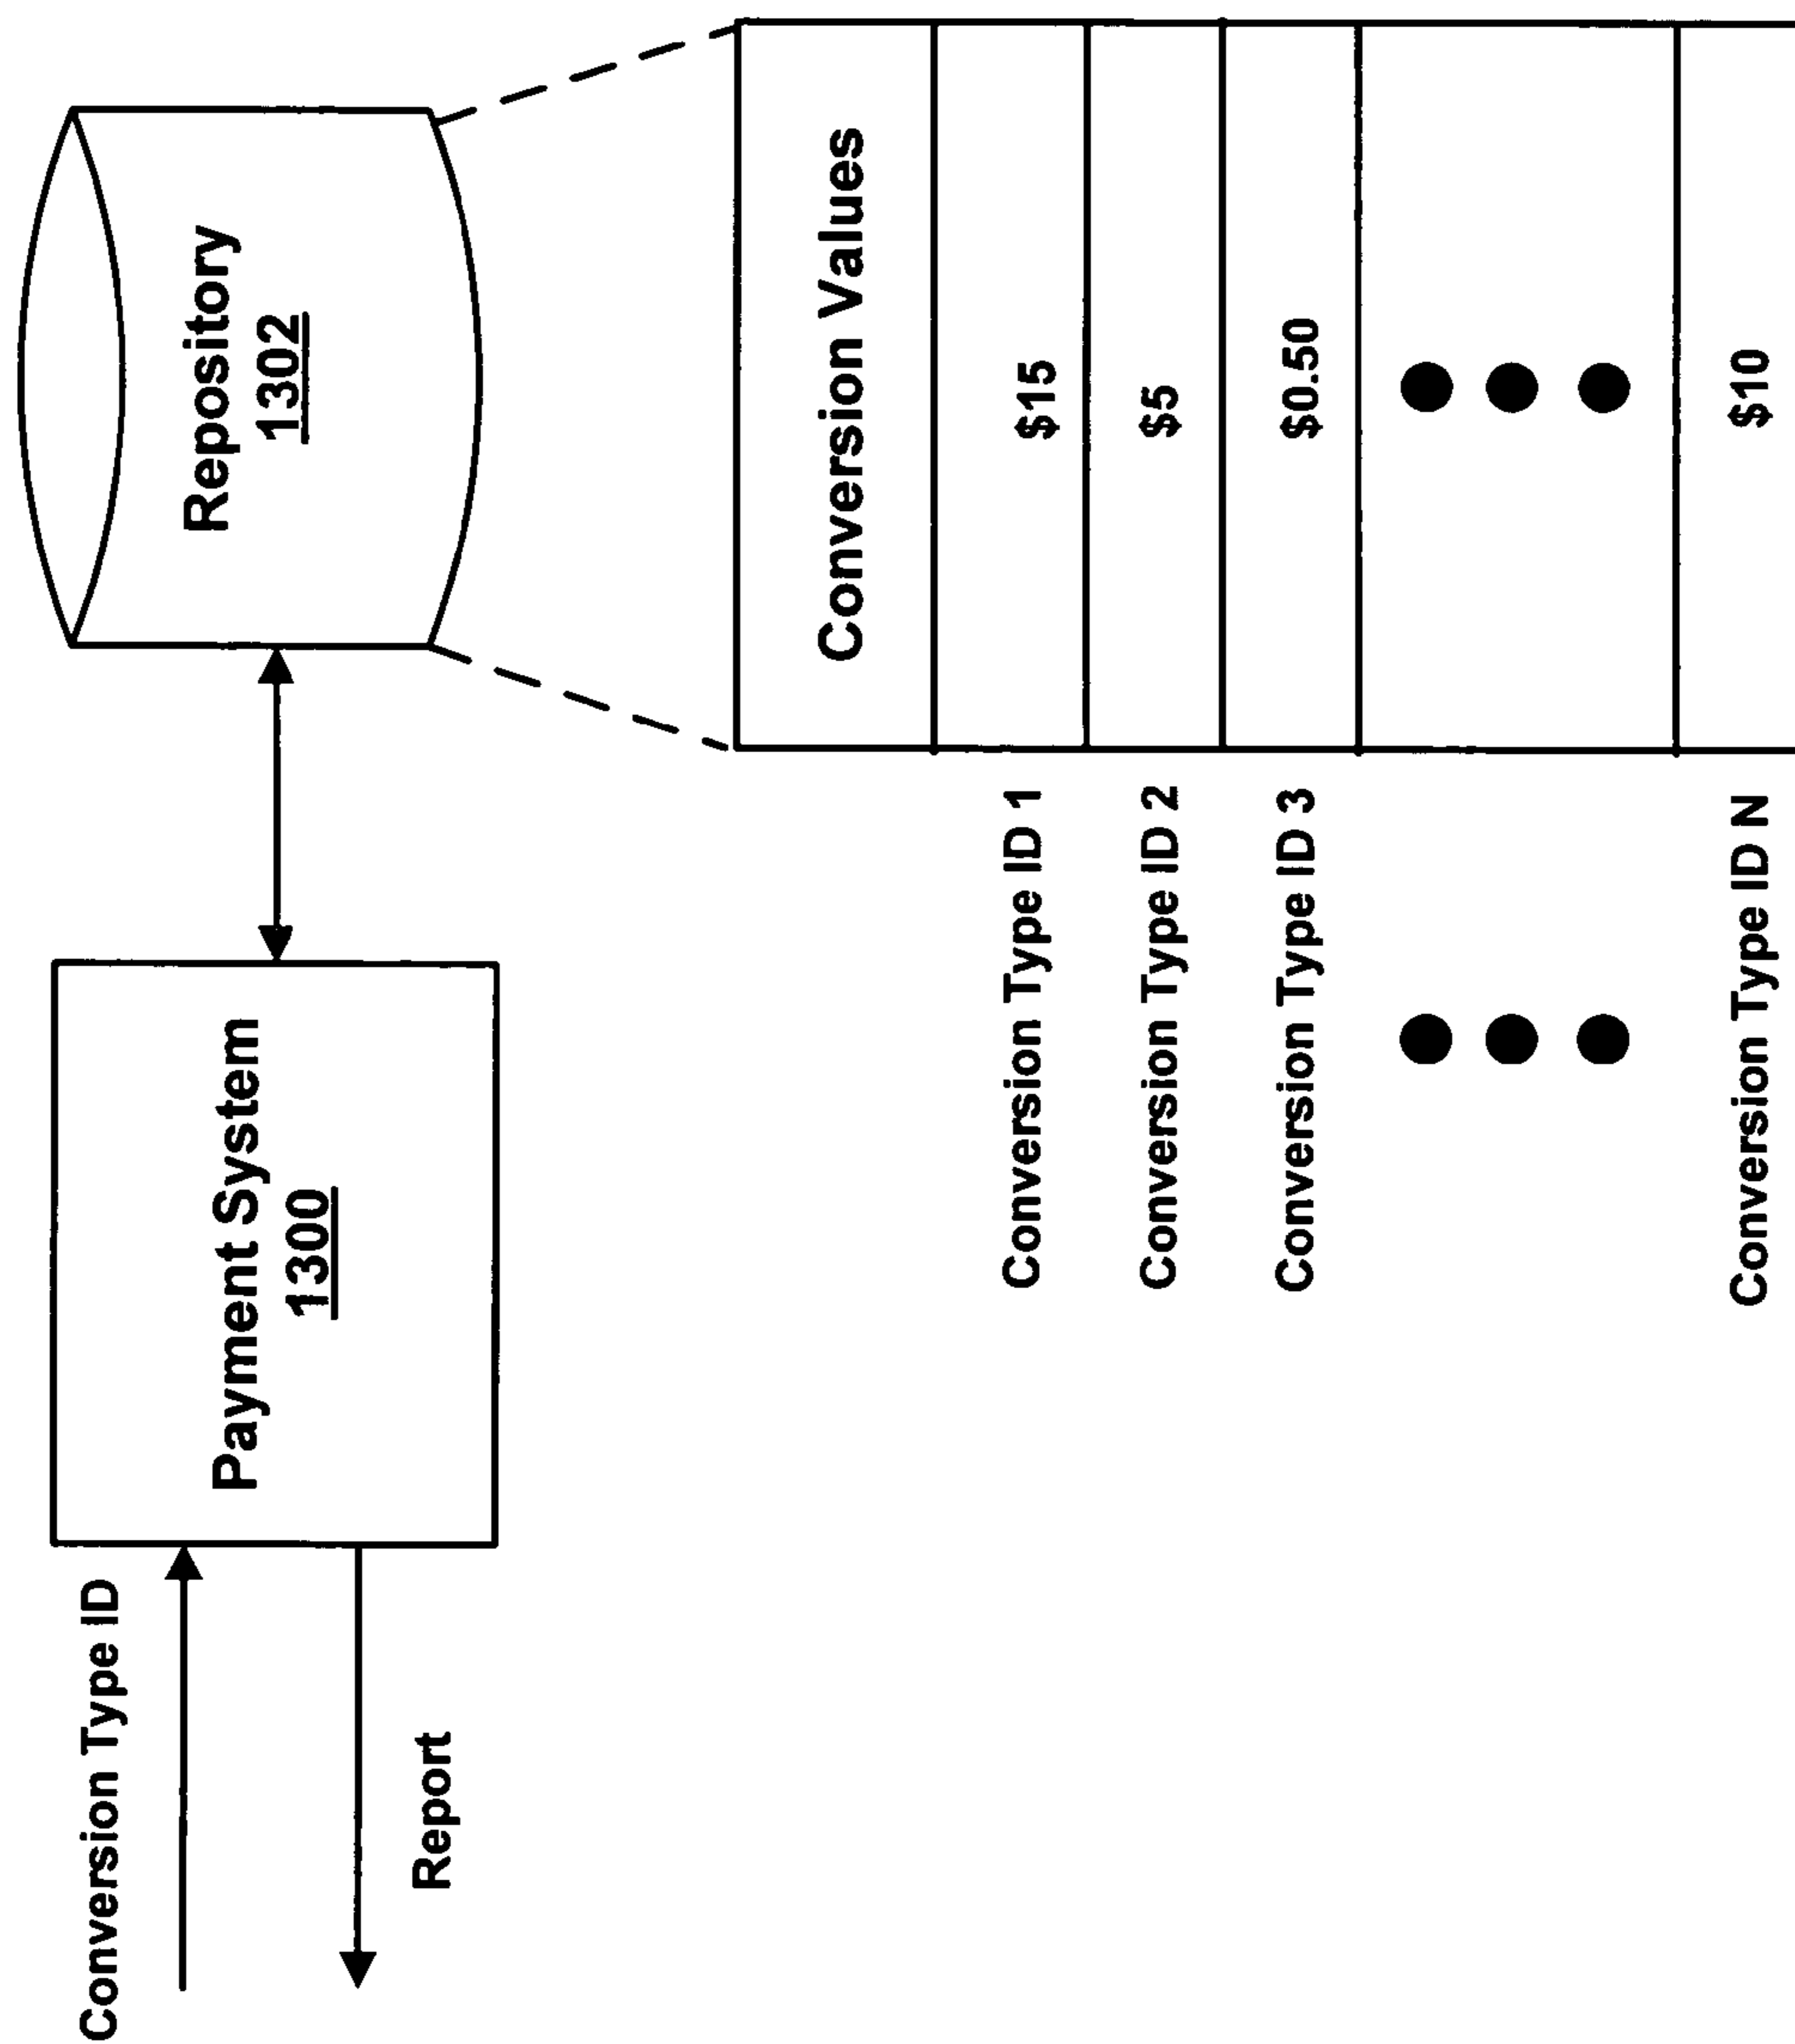 Conversion Type ID
Report
Payment System
1300
Repository
1302
Conversion Values
Conversion Type ID 1
$15
Conversion Type ID 2
$5
Conversion Type ID 3
$0.50
Conversion Type ID N
$10